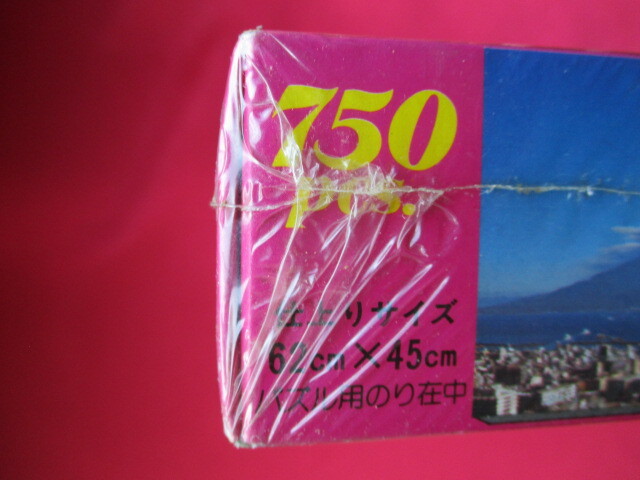 750
pcs.
仕上りサイズ
62cm×45cm
パズル用のり在中